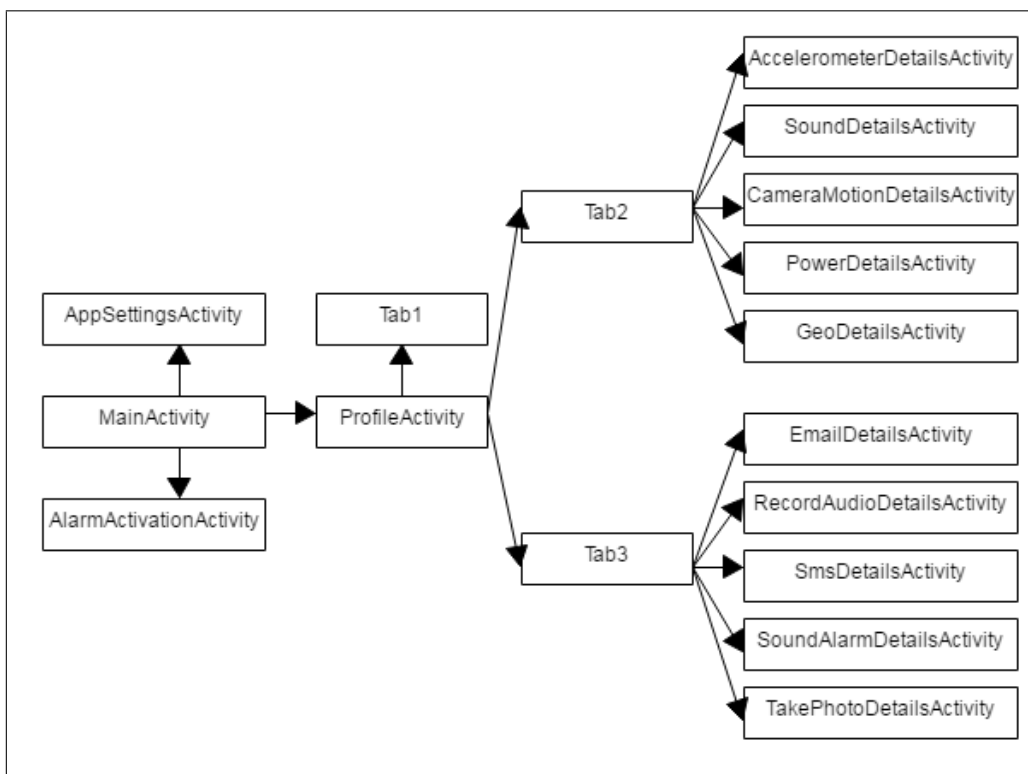 AccelerometerDetailsActivity
SoundDetailsActivity
CameraMotionDetailsActivity
Tab2
PowerDetailsActivity
AppSettingsActivity
Tab1
GeoDetailsActivity
MainActivity
ProfileActivity
EmailDetailsActivity
RecordAudioDetailsActivity
AlarmActivationActivity
Tab3
SmsDetailsActivity
SoundAlarmDetailsActivity
TakePhotoDetailsActivity